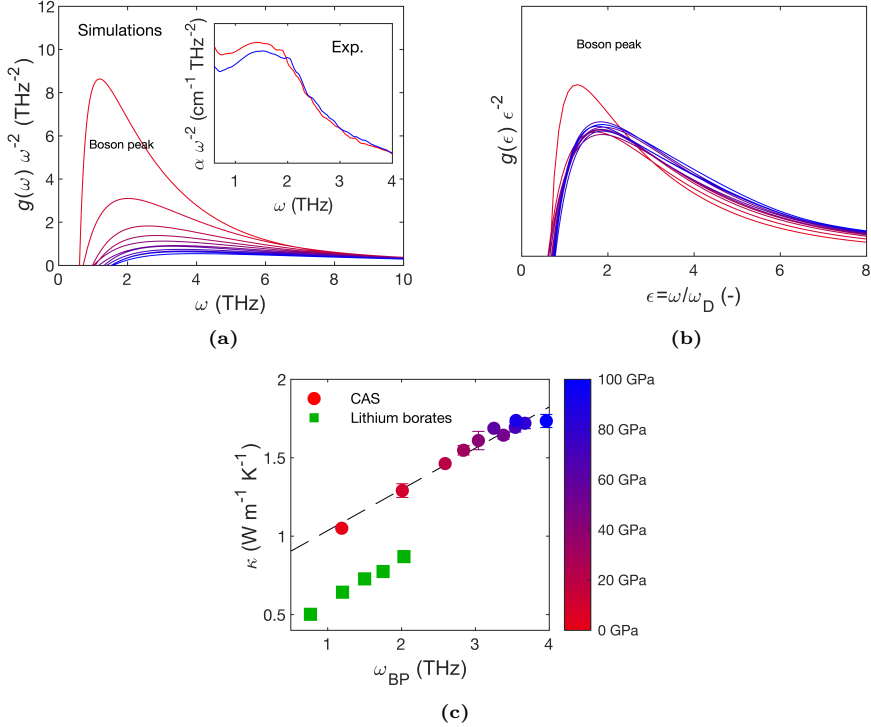 12
10
8
6
4
2
0
g(ω) ω⁻² (THz⁻²)
Simulations
Boson peak
Exp.
α ω⁻² (cm⁻¹ THz⁻²)
1 2 3 4
ω (THz)
0 2 4 6 8 10
ω (THz)
(a)
g(ϵ) ϵ⁻²
Boson peak
0 2 4 6 8
ϵ=ω/ω_D (-)
(b)
2
1.5
1
0.5
κ (W m⁻¹ K⁻¹)
CAS
Lithium borates
1 2 3 4
ω_BP (THz)
100 GPa
80 GPa
60 GPa
40 GPa
20 GPa
0 GPa
(c)